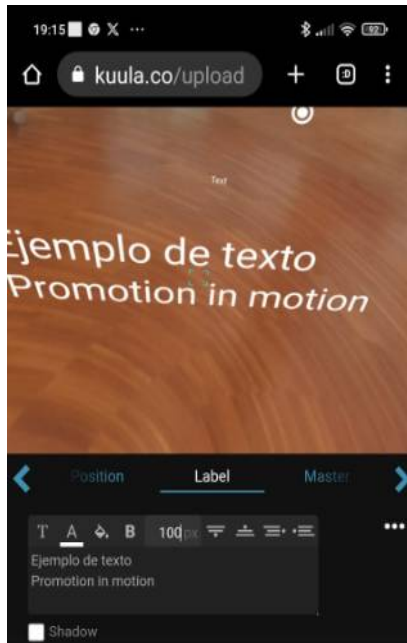 19:15 X ... 92
kuula.co/upload + :D
Text
Ejemplo de texto
Promotion in motion
Position Label Master
T A B 100px
Ejemplo de texto
Promotion in motion
Shadow